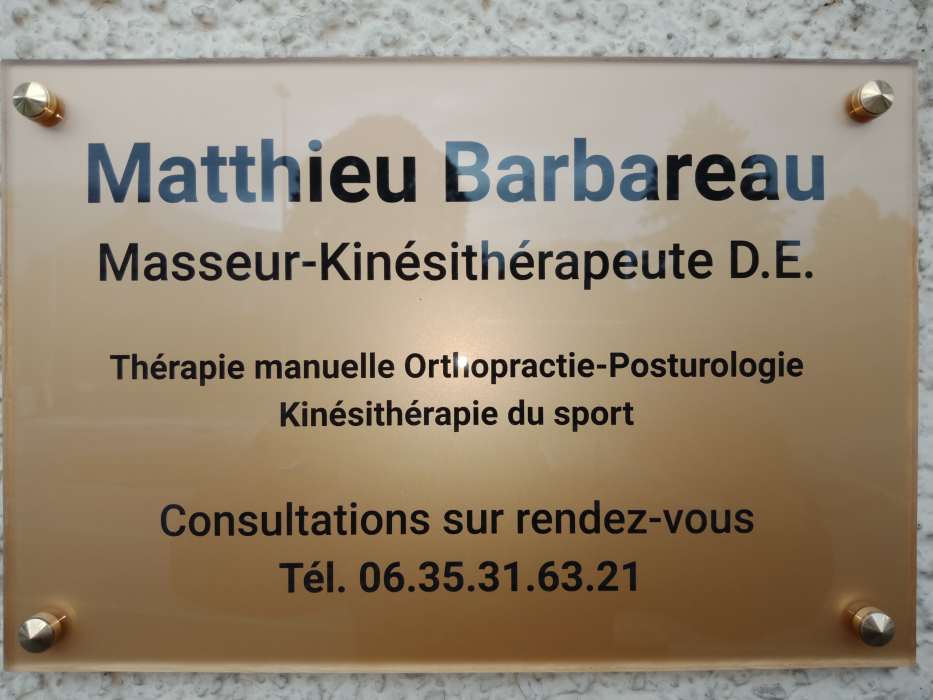 Matthieu Barbareau
Masseur-Kinésithérapeute D.E.
Thérapie manuelle Orthopractie-Posturologie
Kinésithérapie du sport
Consultations sur rendez-vous
Tél. 06.35.31.63.21